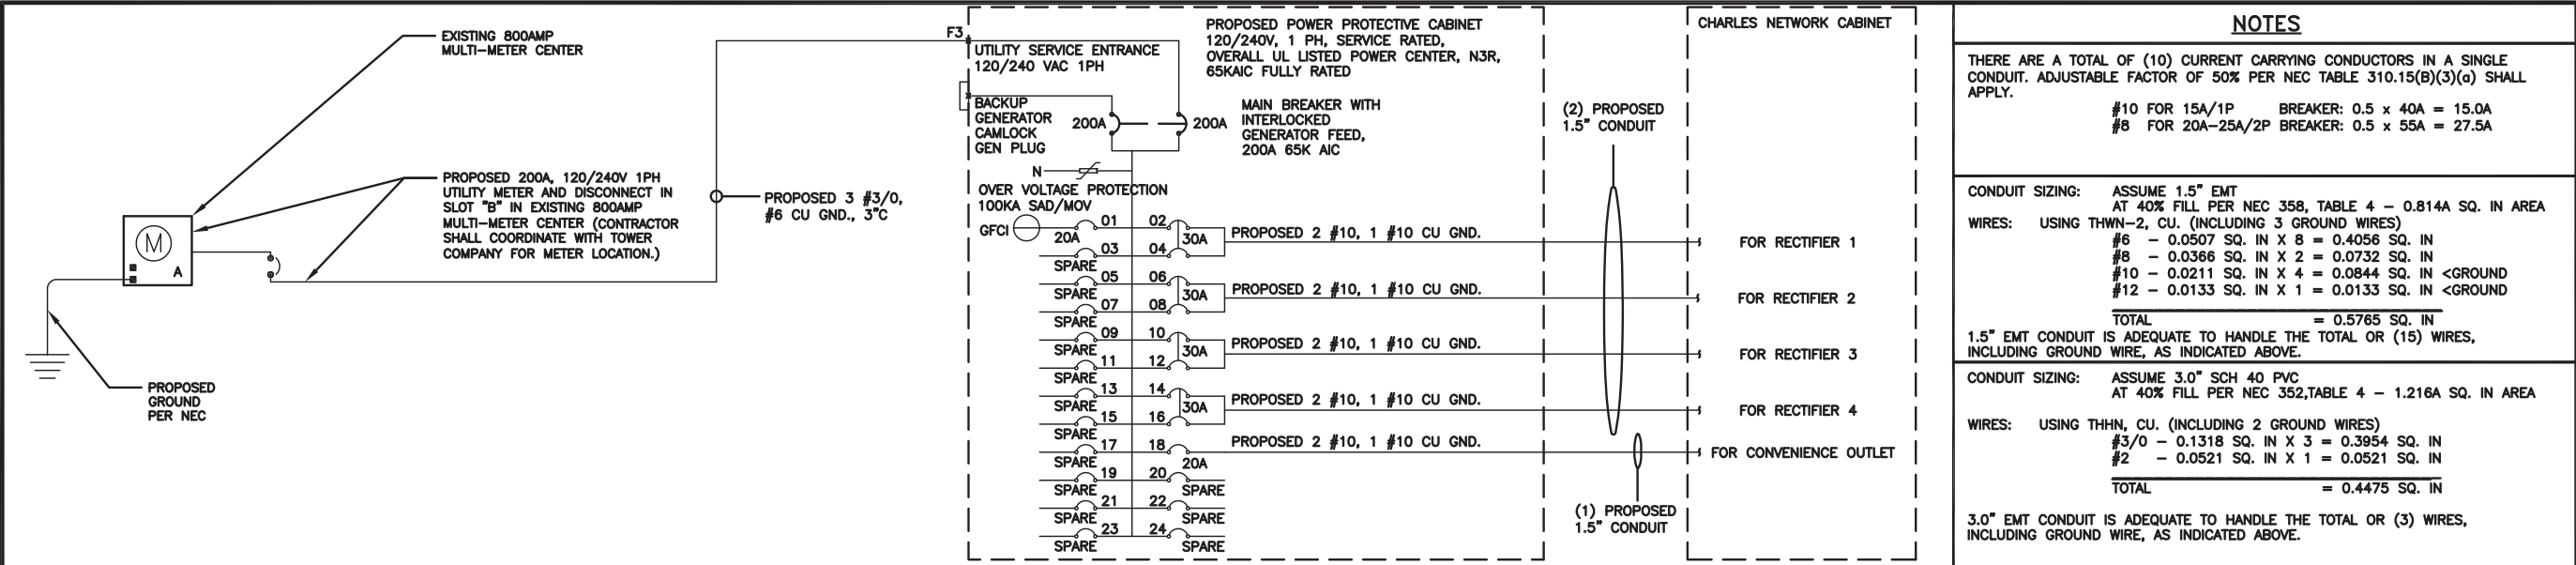 EXISTING 800AMP
MULTI-METER CENTER
PROPOSED 200A, 120/240V 1PH
UTILITY METER AND DISCONNECT IN
SLOT "B" IN EXISTING 800AMP
MULTI-METER CENTER (CONTRACTOR
SHALL COORDINATE WITH TOWER
COMPANY FOR METER LOCATION.)
M
A
PROPOSED
GROUND
PER NEC
PROPOSED 3 #3/0,
#6 CU GND., 3"C
F3
UTILITY SERVICE ENTRANCE
120/240 VAC 1PH
BACKUP
GENERATOR
CAMLOCK
GEN PLUG
PROPOSED POWER PROTECTIVE CABINET
120/240V, 1 PH, SERVICE RATED,
OVERALL UL LISTED POWER CENTER, N3R,
65KAIC FULLY RATED
200A
200A
MAIN BREAKER WITH
INTERLOCKED
GENERATOR FEED,
200A 65K AIC
N
OVER VOLTAGE PROTECTION
100KA SAD/MOV
GFCI
20A
01 02
30A
PROPOSED 2 #10, 1 #10 CU GND.
FOR RECTIFIER 1
03 04
SPARE
05 06
SPARE
30A
PROPOSED 2 #10, 1 #10 CU GND.
FOR RECTIFIER 2
07 08
SPARE
09 10
SPARE
30A
PROPOSED 2 #10, 1 #10 CU GND.
FOR RECTIFIER 3
11 12
SPARE
13 14
SPARE
30A
PROPOSED 2 #10, 1 #10 CU GND.
FOR RECTIFIER 4
15 16
SPARE
17 18
SPARE
20A
PROPOSED 2 #10, 1 #10 CU GND.
FOR CONVENIENCE OUTLET
19 20
SPARE SPARE
21 22
SPARE SPARE
23 24
SPARE SPARE
(2) PROPOSED
1.5" CONDUIT
(1) PROPOSED
1.5" CONDUIT
CHARLES NETWORK CABINET
NOTES
THERE ARE A TOTAL OF (10) CURRENT CARRYING CONDUCTORS IN A SINGLE
CONDUIT. ADJUSTABLE FACTOR OF 50% PER NEC TABLE 310.15(B)(3)(a) SHALL
APPLY.
#10 FOR 15A/1P BREAKER: 0.5 x 40A = 15.0A
#8 FOR 20A-25A/2P BREAKER: 0.5 x 55A = 27.5A
CONDUIT SIZING: ASSUME 1.5" EMT
AT 40% FILL PER NEC 358, TABLE 4 - 0.814A SQ. IN AREA
WIRES: USING THWN-2, CU. (INCLUDING 3 GROUND WIRES)
#6 - 0.0507 SQ. IN X 8 = 0.4056 SQ. IN
#8 - 0.0366 SQ. IN X 2 = 0.0732 SQ. IN
#10 - 0.0211 SQ. IN X 4 = 0.0844 SQ. IN <GROUND
#12 - 0.0133 SQ. IN X 1 = 0.0133 SQ. IN <GROUND
TOTAL = 0.5765 SQ. IN
1.5" EMT CONDUIT IS ADEQUATE TO HANDLE THE TOTAL OR (15) WIRES,
INCLUDING GROUND WIRE, AS INDICATED ABOVE.
CONDUIT SIZING: ASSUME 3.0" SCH 40 PVC
AT 40% FILL PER NEC 352,TABLE 4 - 1.216A SQ. IN AREA
WIRES: USING THHN, CU. (INCLUDING 2 GROUND WIRES)
#3/0 - 0.1318 SQ. IN X 3 = 0.3954 SQ. IN
#2 - 0.0521 SQ. IN X 1 = 0.0521 SQ. IN
TOTAL = 0.4475 SQ. IN
3.0" EMT CONDUIT IS ADEQUATE TO HANDLE THE TOTAL OR (3) WIRES,
INCLUDING GROUND WIRE, AS INDICATED ABOVE.